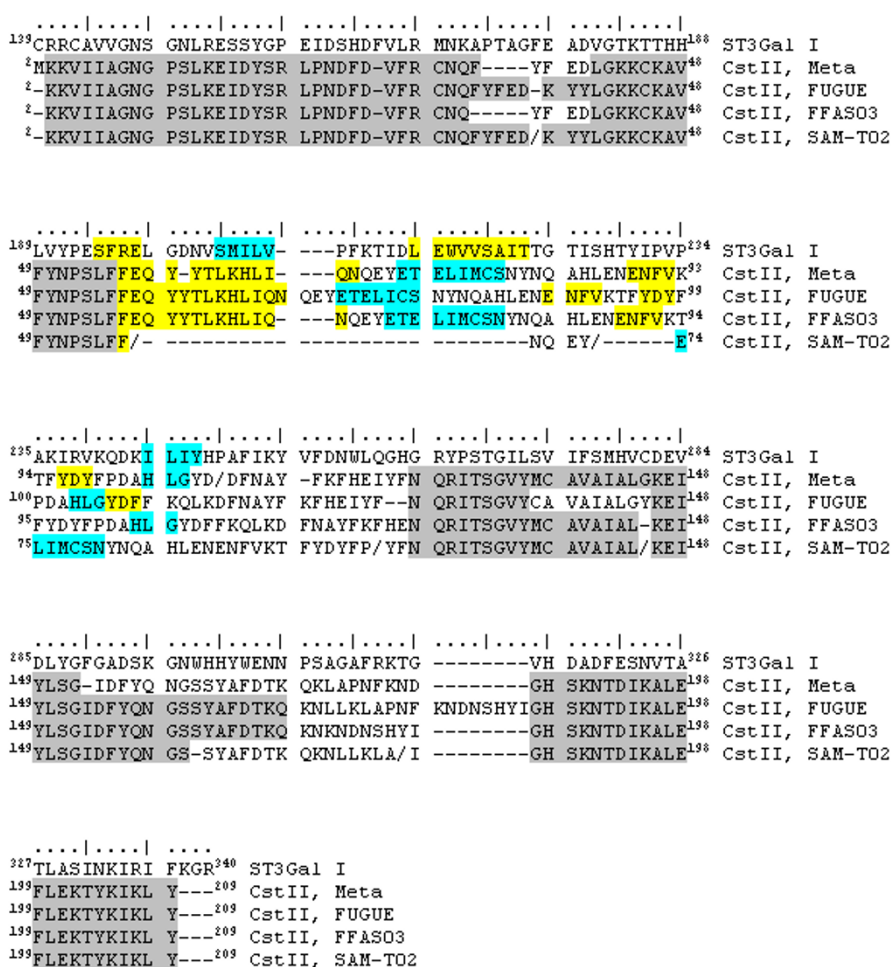 ....|....| ....|....| ....|....| ....|....| ....|....|
139CRRCAVVGNS GNLRESSYGP EIDSHDFVLR MNKAPTAGFE ADVGTKTTHH188 ST3Gal I
2MKKVIIAGNG PSLKEIDYSR LPNDFD-VFR CNQF----YF EDLGKKCKAV48 CstII, Meta
2-KKVIIAGNG PSLKEIDYSR LPNDFD-VFR CNQFYFED-K YYLGKKCKAV48 CstII, FUGUE
2-KKVIIAGNG PSLKEIDYSR LPNDFD-VFR CNQ-----YF EDLGKKCKAV48 CstII, FFAS03
2-KKVIIAGNG PSLKEIDYSR LPNDFD-VFR CNQFYFED/K YYLGKKCKAV48 CstII, SAM-TO2
....|....| ....|....| ....|....| ....|....| ....|....|
189LVYPESFREL GDNVSMILV- ---PFKTIDL EWVVSAITTG TISHTYIPVP234 ST3Gal I
49FYNPSLFFEQ Y-YTLKHLI- ---QNQEYET ELIMCSNYNQ AHLENENFVK93 CstII, Meta
49FYNPSLFFEQ YYTLKHLIQN QEYETELICS NYNQAHLENE NFVKTFYDYF99 CstII, FUGUE
49FYNPSLFFEQ YYTLKHLIQ- ---NQEYETE LIMCSNYNQA HLENENFVKT94 CstII, FFAS03
49FYNPSLFF/- ---------- ---------- --------NQ EY/------E74 CstII, SAM-TO2
....|....| ....|....| ....|....| ....|....| ....|....|
235AKIRVKQDKI LIYHPAFIKY VFDNWLQGHG RYPSTGILSV IFSMHVCDEV284 ST3Gal I
94TFYDYFPDAH LGYD/DFNAY -FKFHEIYFN QRITSGVYMC AVAIALGKEI148 CstII, Meta
100PDAHLGYDFF KQLKDFNAYF KFHEIYF--N QRITSGVYCA VAIALGYKEI148 CstII, FUGUE
95FYDYFPDAHL GYDFFKQLKD FNAYFKFHEN QRITSGVYMC AVAIAL-KEI148 CstII, FFAS03
75LIMCSNYNQA HLENENFVKT FYDYFP/YFN QRITSGVYMC AVAIAL/KEI148 CstII, SAM-TO2
....|....| ....|....| ....|....| ....|....| ....|....|
285DLYGFGADSK GNWHHYWENN PSAGAFRKTG --------VH DADFESNVTA326 ST3Gal I
149YLSG-IDFYQ NGSSYAFDTK QKLAPNFKND --------GH SKNTDIKALE198 CstII, Meta
149YLSGIDFYQN GSSYAFDTKQ KNLLKLAPNF KNDNSHYIGH SKNTDIKALE198 CstII, FUGUE
149YLSGIDFYQN GSSYAFDTKQ KNKNDNSHYI --------GH SKNTDIKALE198 CstII, FFAS03
149YLSGIDFYQN GS-SYAFDTK QKNLLKLA/I --------GH SKNTDIKALE198 CstII, SAM-TO2
....|....| ....
327TLASINKIRI FKGR340 ST3Gal I
199FLEKTYKIKL Y---209 CstII, Meta
199FLEKTYKIKL Y---209 CstII, FUGUE
199FLEKTYKIKL Y---209 CstII, FFAS03
199FLEKTYKIKL Y---209 CstII, SAM-TO2